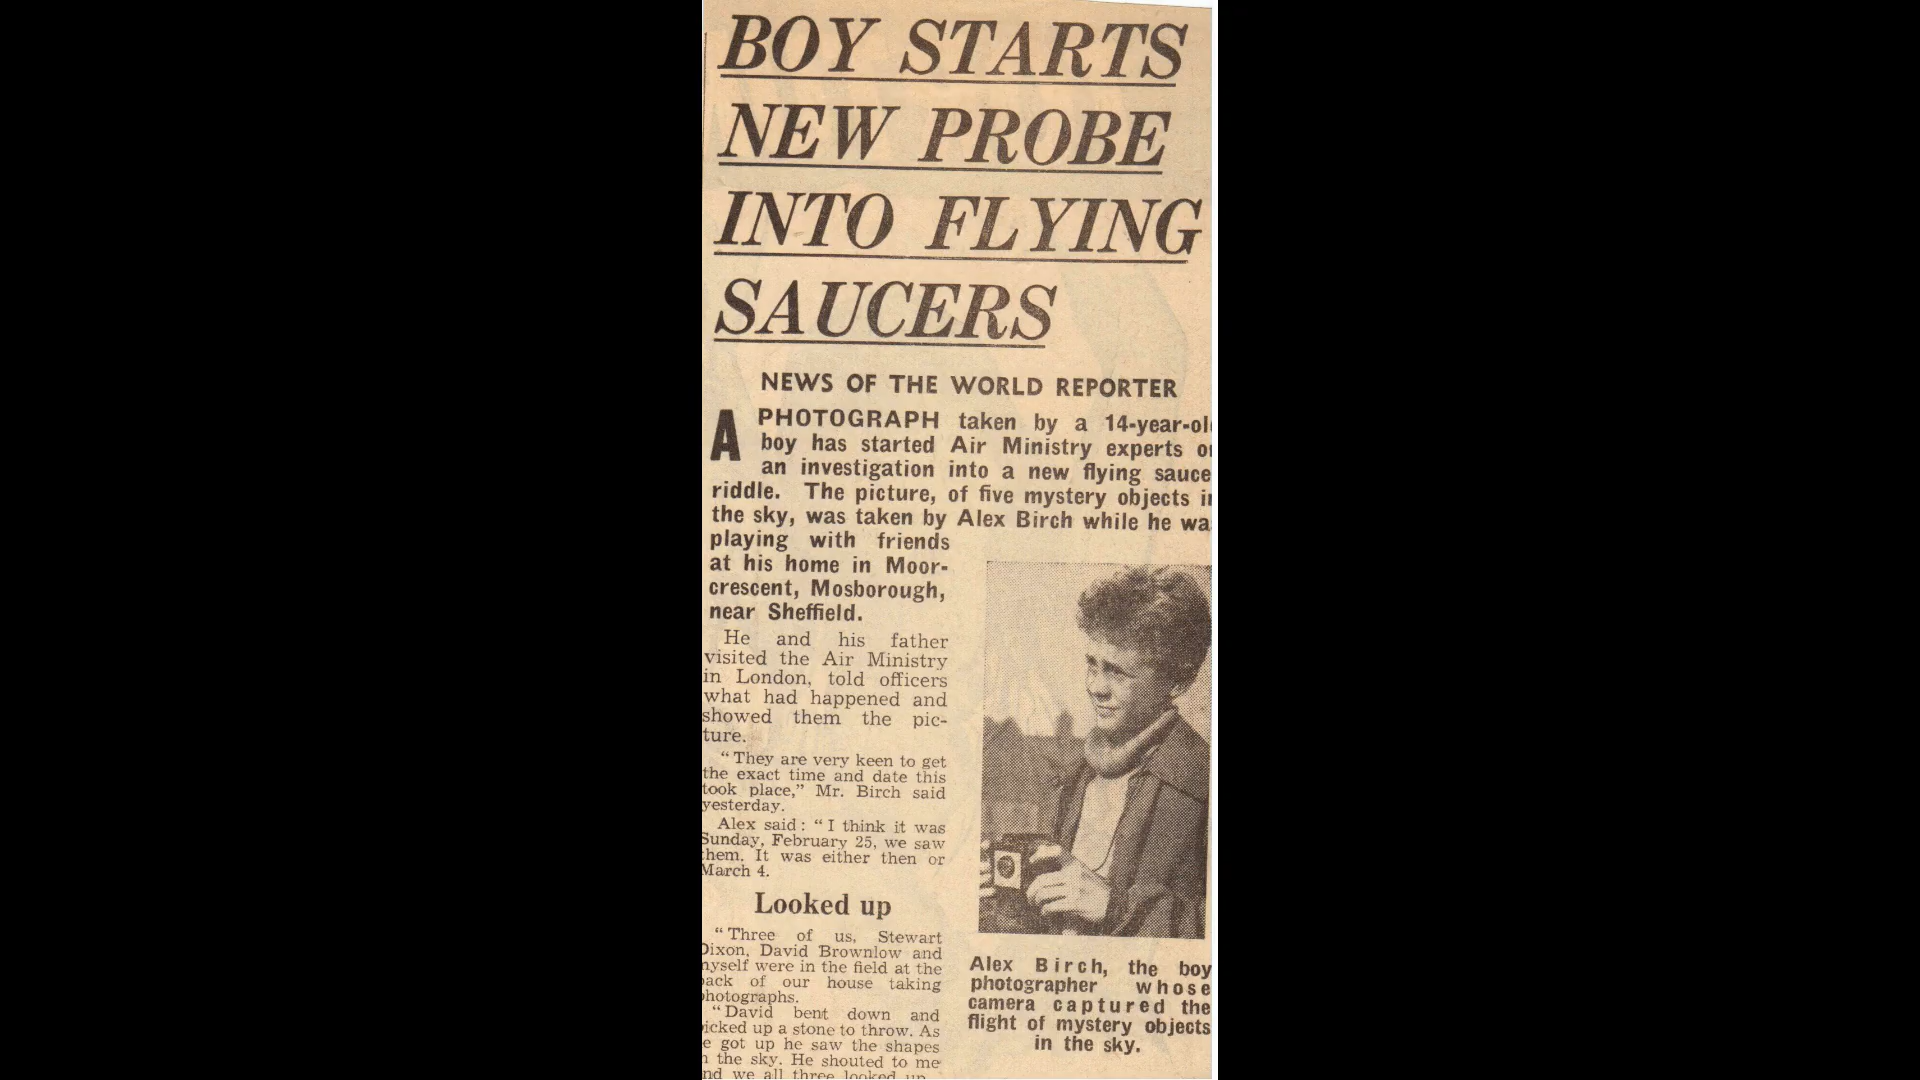 BOY STARTS
NEW PROBE
INTO FLYING
SAUCERS
NEWS OF THE WORLD REPORTER
A PHOTOGRAPH taken by a 14-year-ol
boy has started Air Ministry experts o
an investigation into a new flying sauce
riddle. The picture, of five mystery objects i
the sky, was taken by Alex Birch while he wa
playing with friends
at his home in Moor-
crescent, Mosborough,
near Sheffield.
He and his father
visited the Air Ministry
in London, told officers
what had happened and
showed them the pic-
ture.
“They are very keen to get
the exact time and date this
took place,” Mr. Birch said
yesterday.
Alex said: “I think it was
Sunday, February 25, we saw
them. It was either then or
March 4.
Looked up
“Three of us, Stewart
Dixon, David Brownlow and
myself were in the field at the
back of our house taking
photographs.
“David bent down and
picked up a stone to throw. As
e got up he saw the shapes
n the sky. He shouted to me
nd we all three looked up.
Alex Birch, the boy
photographer whose
camera captured the
flight of mystery objects
in the sky.